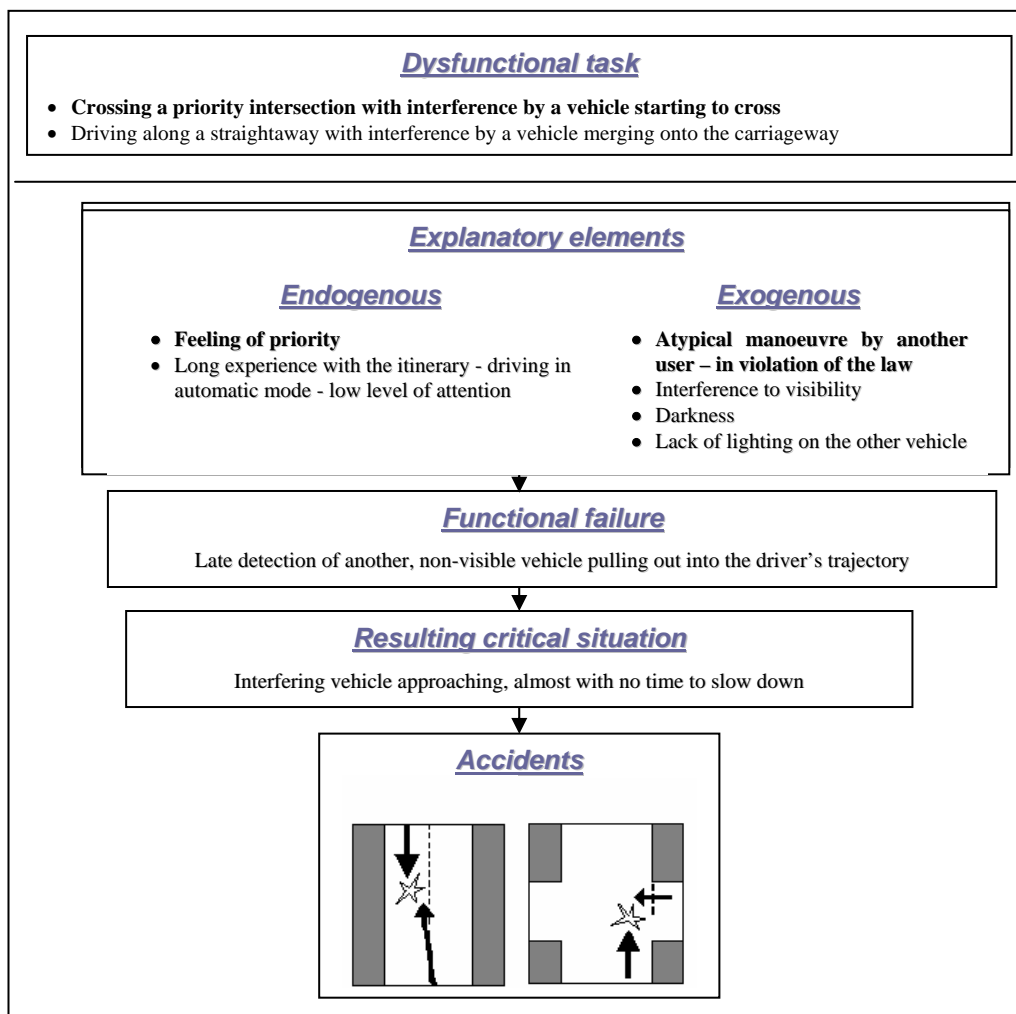 Dysfunctional task
• Crossing a priority intersection with interference by a vehicle starting to cross
• Driving along a straightaway with interference by a vehicle merging onto the carriageway
Explanatory elements
Endogenous
• Feeling of priority
• Long experience with the itinerary - driving in
automatic mode - low level of attention
Exogenous
• Atypical manoeuvre by another
user – in violation of the law
• Interference to visibility
• Darkness
• Lack of lighting on the other vehicle
Functional failure
Late detection of another, non-visible vehicle pulling out into the driver's trajectory
Resulting critical situation
Interfering vehicle approaching, almost with no time to slow down
Accidents